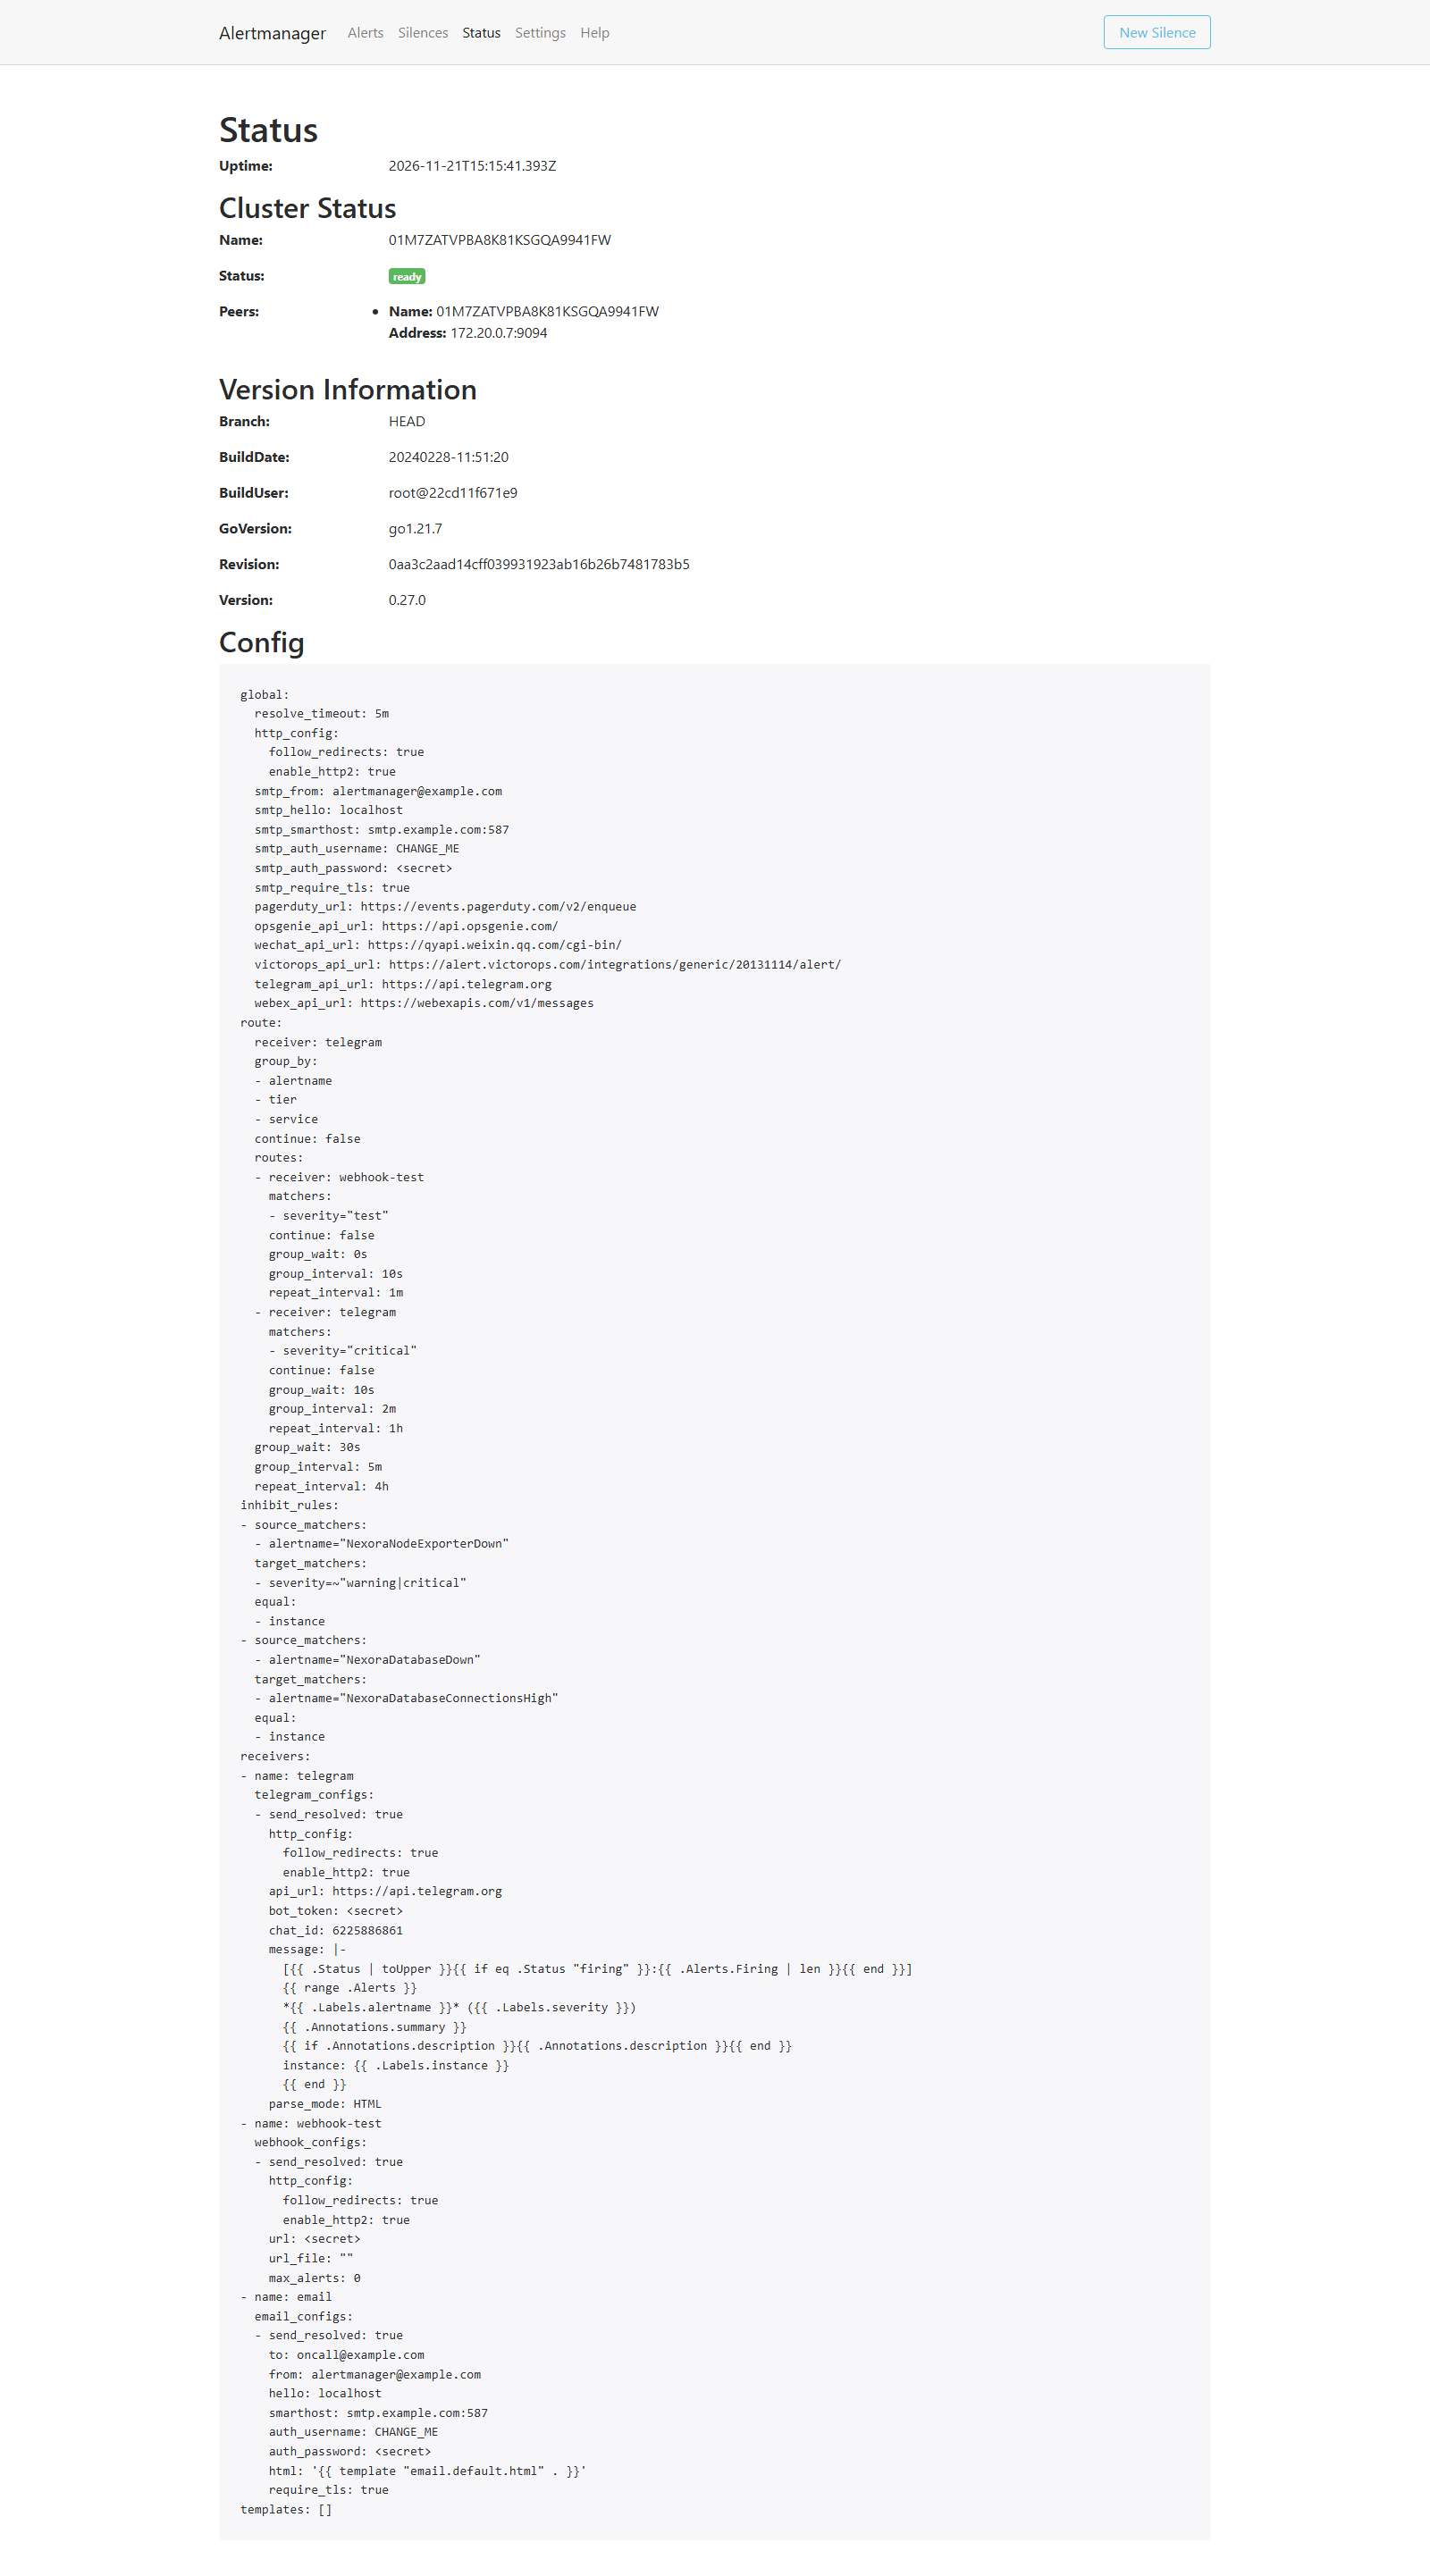 Alertmanager Alerts Silences Status Settings Help New Silence
Status
Uptime: 2026-11-21T15:15:41.393Z
Cluster Status
Name: 01M7ZATVPBA8K81KSGQA9941FW
Status: ready
Peers: • Name: 01M7ZATVPBA8K81KSGQA9941FW
Address: 172.20.0.7:9094
Version Information
Branch: HEAD
BuildDate: 20240228-11:51:20
BuildUser: root@22cd11f671e9
GoVersion: go1.21.7
Revision: 0aa3c2aad14cff039931923ab16b26b7481783b5
Version: 0.27.0
Config
global:
  resolve_timeout: 5m
  http_config:
    follow_redirects: true
    enable_http2: true
  smtp_from: alertmanager@example.com
  smtp_hello: localhost
  smtp_smarthost: smtp.example.com:587
  smtp_auth_username: CHANGE_ME
  smtp_auth_password: <secret>
  smtp_require_tls: true
  pagerduty_url: https://events.pagerduty.com/v2/enqueue
  opsgenie_api_url: https://api.opsgenie.com/
  wechat_api_url: https://qyapi.weixin.qq.com/cgi-bin/
  victorops_api_url: https://alert.victorops.com/integrations/generic/20131114/alert/
  telegram_api_url: https://api.telegram.org
  webex_api_url: https://webexapis.com/v1/messages
route:
  receiver: telegram
  group_by:
  - alertname
  - tier
  - service
  continue: false
  routes:
  - receiver: webhook-test
    matchers:
    - severity="test"
    continue: false
    group_wait: 0s
    group_interval: 10s
    repeat_interval: 1m
  - receiver: telegram
    matchers:
    - severity="critical"
    continue: false
    group_wait: 10s
    group_interval: 2m
    repeat_interval: 1h
  group_wait: 30s
  group_interval: 5m
  repeat_interval: 4h
inhibit_rules:
- source_matchers:
  - alertname="NexoraNodeExporterDown"
  target_matchers:
  - severity=~"warning|critical"
  equal:
  - instance
- source_matchers:
  - alertname="NexoraDatabaseDown"
  target_matchers:
  - alertname="NexoraDatabaseConnectionsHigh"
  equal:
  - instance
receivers:
- name: telegram
  telegram_configs:
  - send_resolved: true
    http_config:
      follow_redirects: true
      enable_http2: true
    api_url: https://api.telegram.org
    bot_token: <secret>
    chat_id: 6225886861
    message: |-
      [{{ .Status | toUpper }}{{ if eq .Status "firing" }}:{{ .Alerts.Firing | len }}{{ end }}]
      {{ range .Alerts }}
      *{{ .Labels.alertname }}* ({{ .Labels.severity }})
      {{ .Annotations.summary }}
      {{ if .Annotations.description }}{{ .Annotations.description }}{{ end }}
      instance: {{ .Labels.instance }}
      {{ end }}
    parse_mode: HTML
- name: webhook-test
  webhook_configs:
  - send_resolved: true
    http_config:
      follow_redirects: true
      enable_http2: true
    url: <secret>
    url_file: ""
    max_alerts: 0
- name: email
  email_configs:
  - send_resolved: true
    to: oncall@example.com
    from: alertmanager@example.com
    hello: localhost
    smarthost: smtp.example.com:587
    auth_username: CHANGE_ME
    auth_password: <secret>
    html: '{{ template "email.default.html" . }}'
    require_tls: true
templates: []